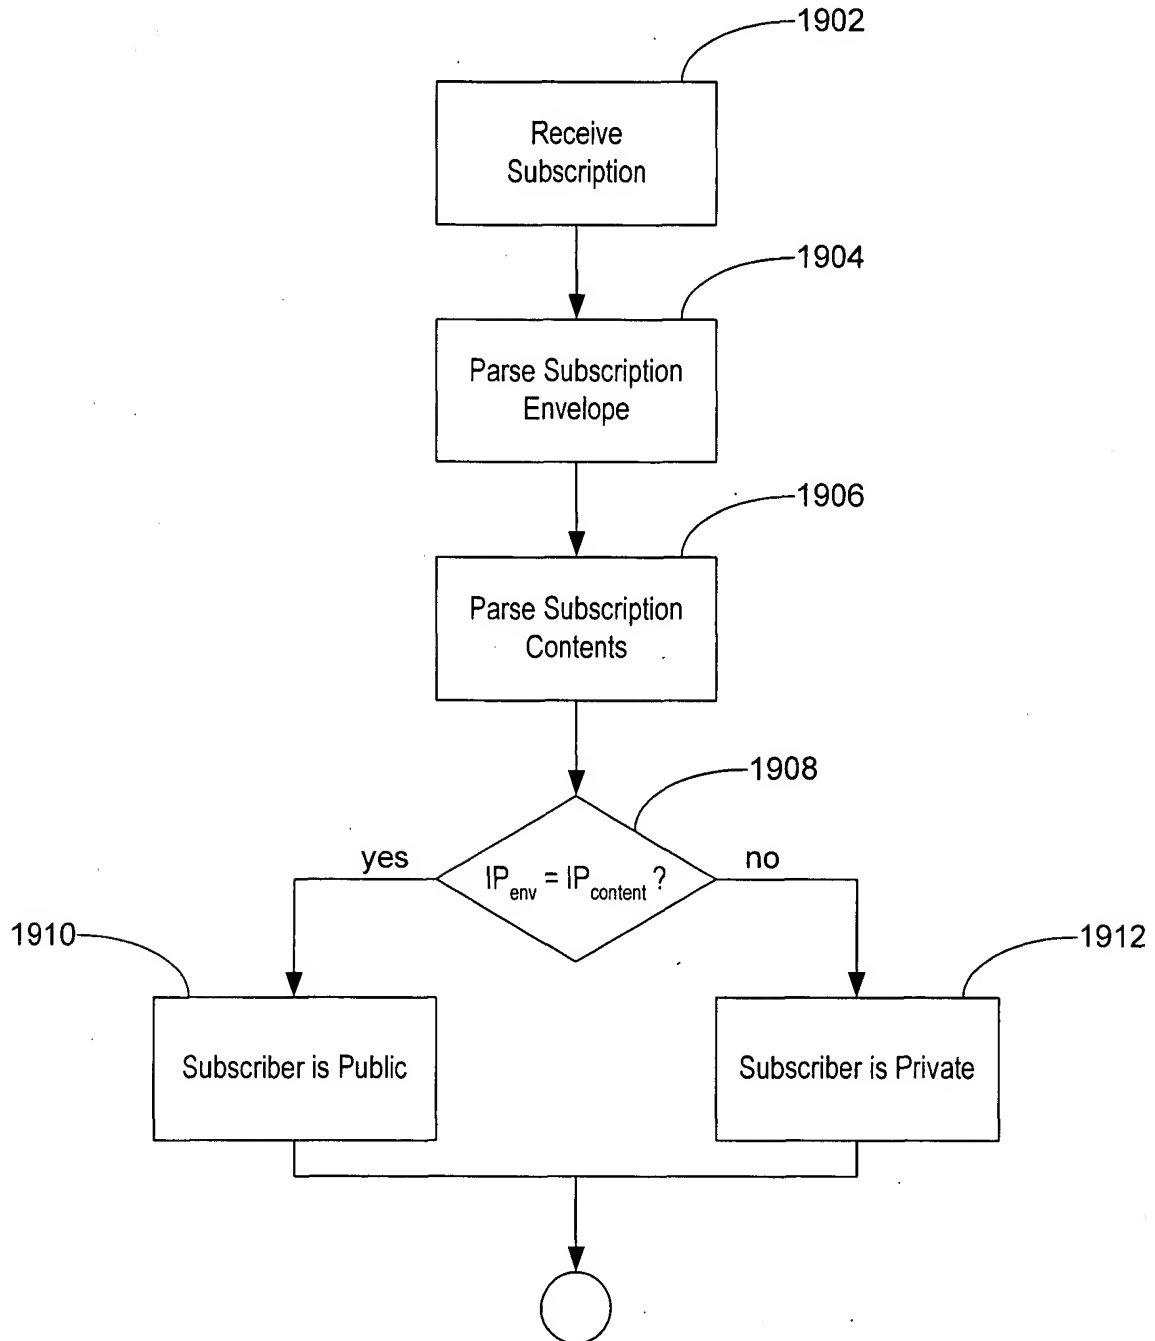 1902
Receive
Subscription
1904
Parse Subscription
Envelope
1906
Parse Subscription
Contents
1908
yes
IPenv = IPcontent ?
no
1910
1912
Subscriber is Public
Subscriber is Private